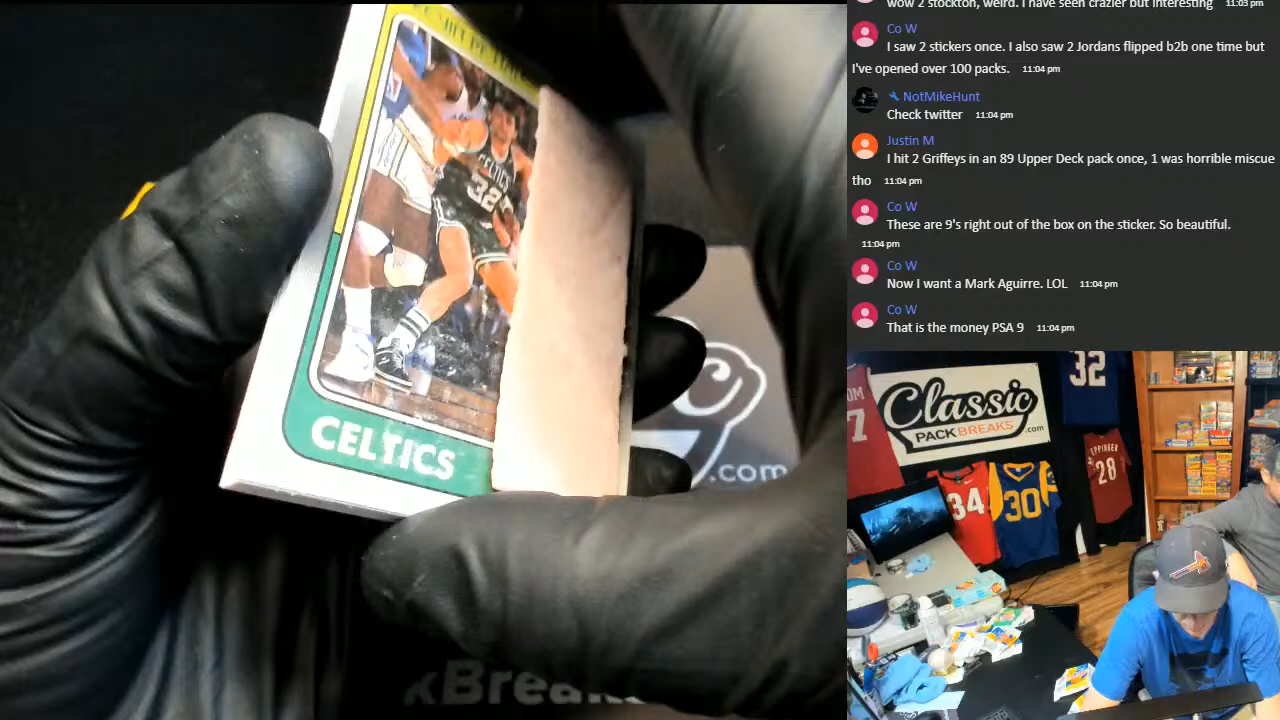 wow 2 stockton, weird. I have seen crazier but interesting 11:03 pm
Co W
I saw 2 stickers once. I also saw 2 Jordans flipped b2b one time but
I've opened over 100 packs. 11:04 pm
NotMikeHunt
Check twitter 11:04 pm
Justin M
I hit 2 Griffeys in an 89 Upper Deck pack once, 1 was horrible miscue
tho 11:04 pm
Co W
These are 9's right out of the box on the sticker. So beautiful.
11:04 pm
Co W
Now I want a Mark Aguirre. LOL 11:04 pm
Co W
That is the money PSA 9 11:04 pm
CELTICS
32
CELTICS
.com
kBrea
Classic
PACKBREAKS.com
32
7
34
30
EPPINGER
28